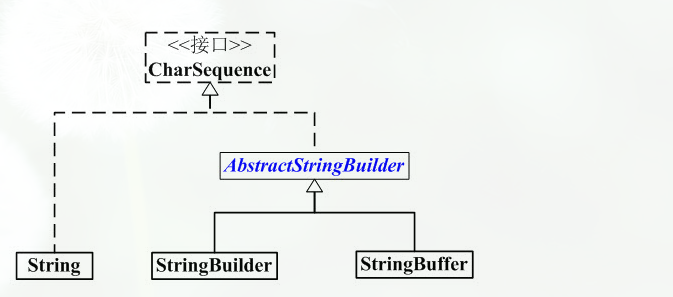 <<接口>>
CharSequence
AbstractStringBuilder
String
StringBuilder
StringBuffer